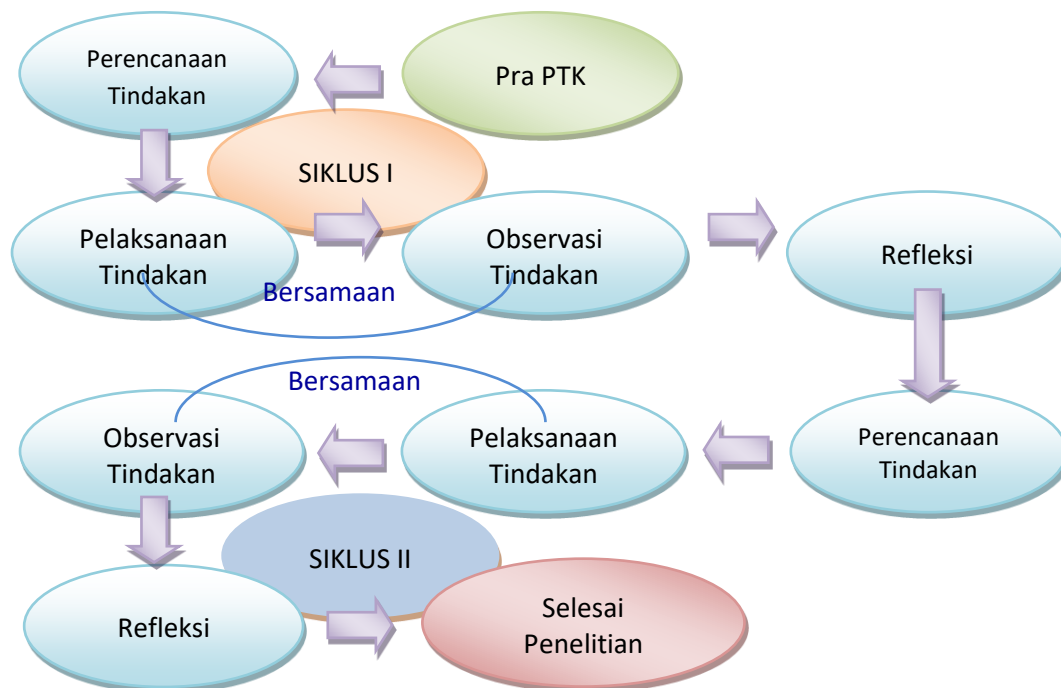 Perencanaan
Tindakan
Pra PTK
SIKLUS I
Pelaksanaan
Tindakan
Observasi
Tindakan
Refleksi
Bersamaan
Bersamaan
Observasi
Tindakan
Pelaksanaan
Tindakan
Perencanaan
Tindakan
SIKLUS II
Refleksi
Selesai
Penelitian